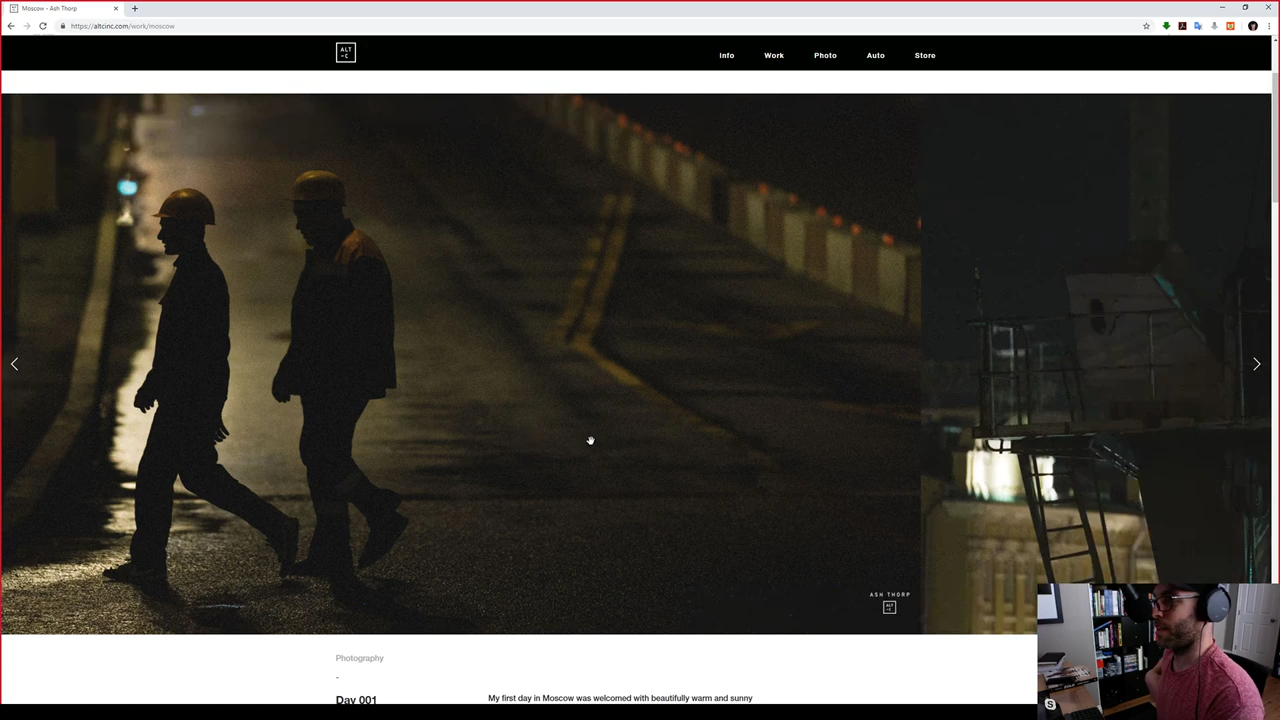 Moscow - Ash Thorp
https://altcinc.com/work/moscow
ALT
-C
Info
Work
Photo
Auto
Store
ASH THORP
ALT
-C
Photography
-
Day 001
My first day in Moscow was welcomed with beautifully warm and sunny